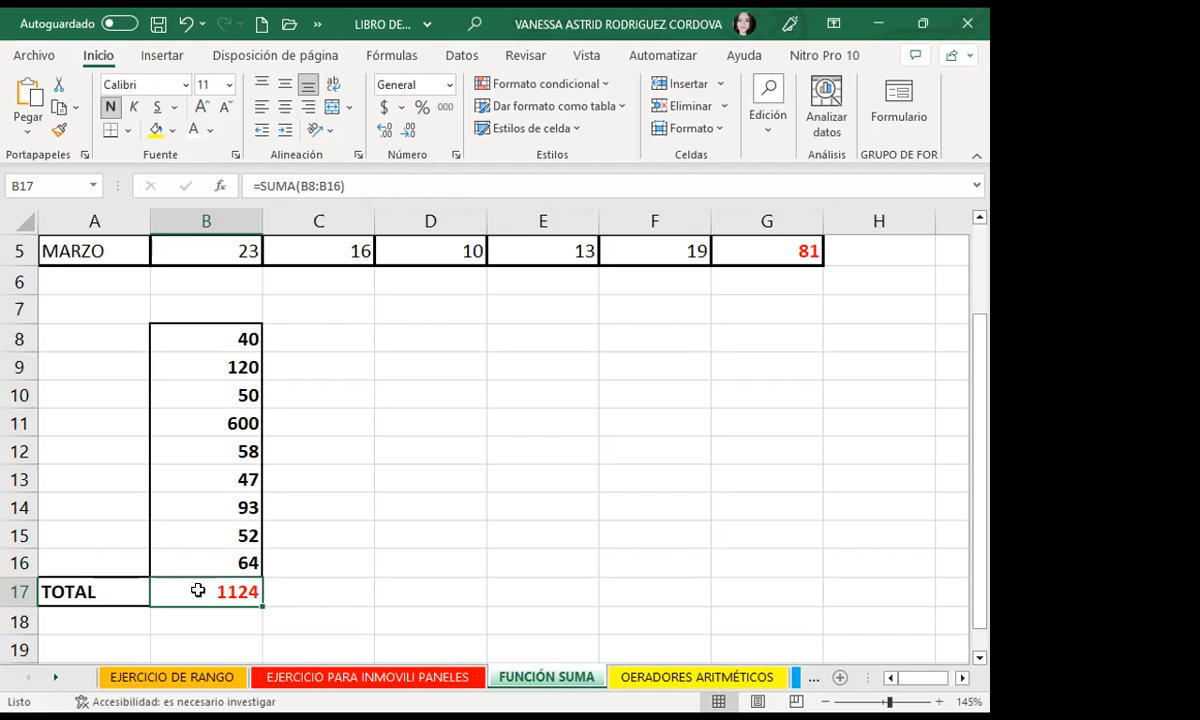 Autoguardado
LIBRO DE...
VANESSA ASTRID RODRIGUEZ CORDOVA
Archivo Inicio Insertar Disposición de página Fórmulas Datos Revisar Vista Automatizar Ayuda Nitro Pro 10
Pegar
Portapapeles
Calibri 11
N K S
Fuente
Alineación
General
$ % 000
Número
Formato condicional
Dar formato como tabla
Estilos de celda
Estilos
Insertar
Eliminar
Formato
Celdas
Edición
Analizar
datos
Análisis
Formulario
GRUPO DE FOR
B17 fx =SUMA(B8:B16)
A B C D E F G H
5 MARZO 23 16 10 13 19 81
6
7
8 40
9 120
10 50
11 600
12 58
13 47
14 93
15 52
16 64
17 TOTAL 1124
18
19
EJERCICIO DE RANGO EJERCICIO PARA INMOVILI PANELES FUNCIÓN SUMA OERADORES ARITMÉTICOS ...
Listo Accesibilidad: es necesario investigar 145%